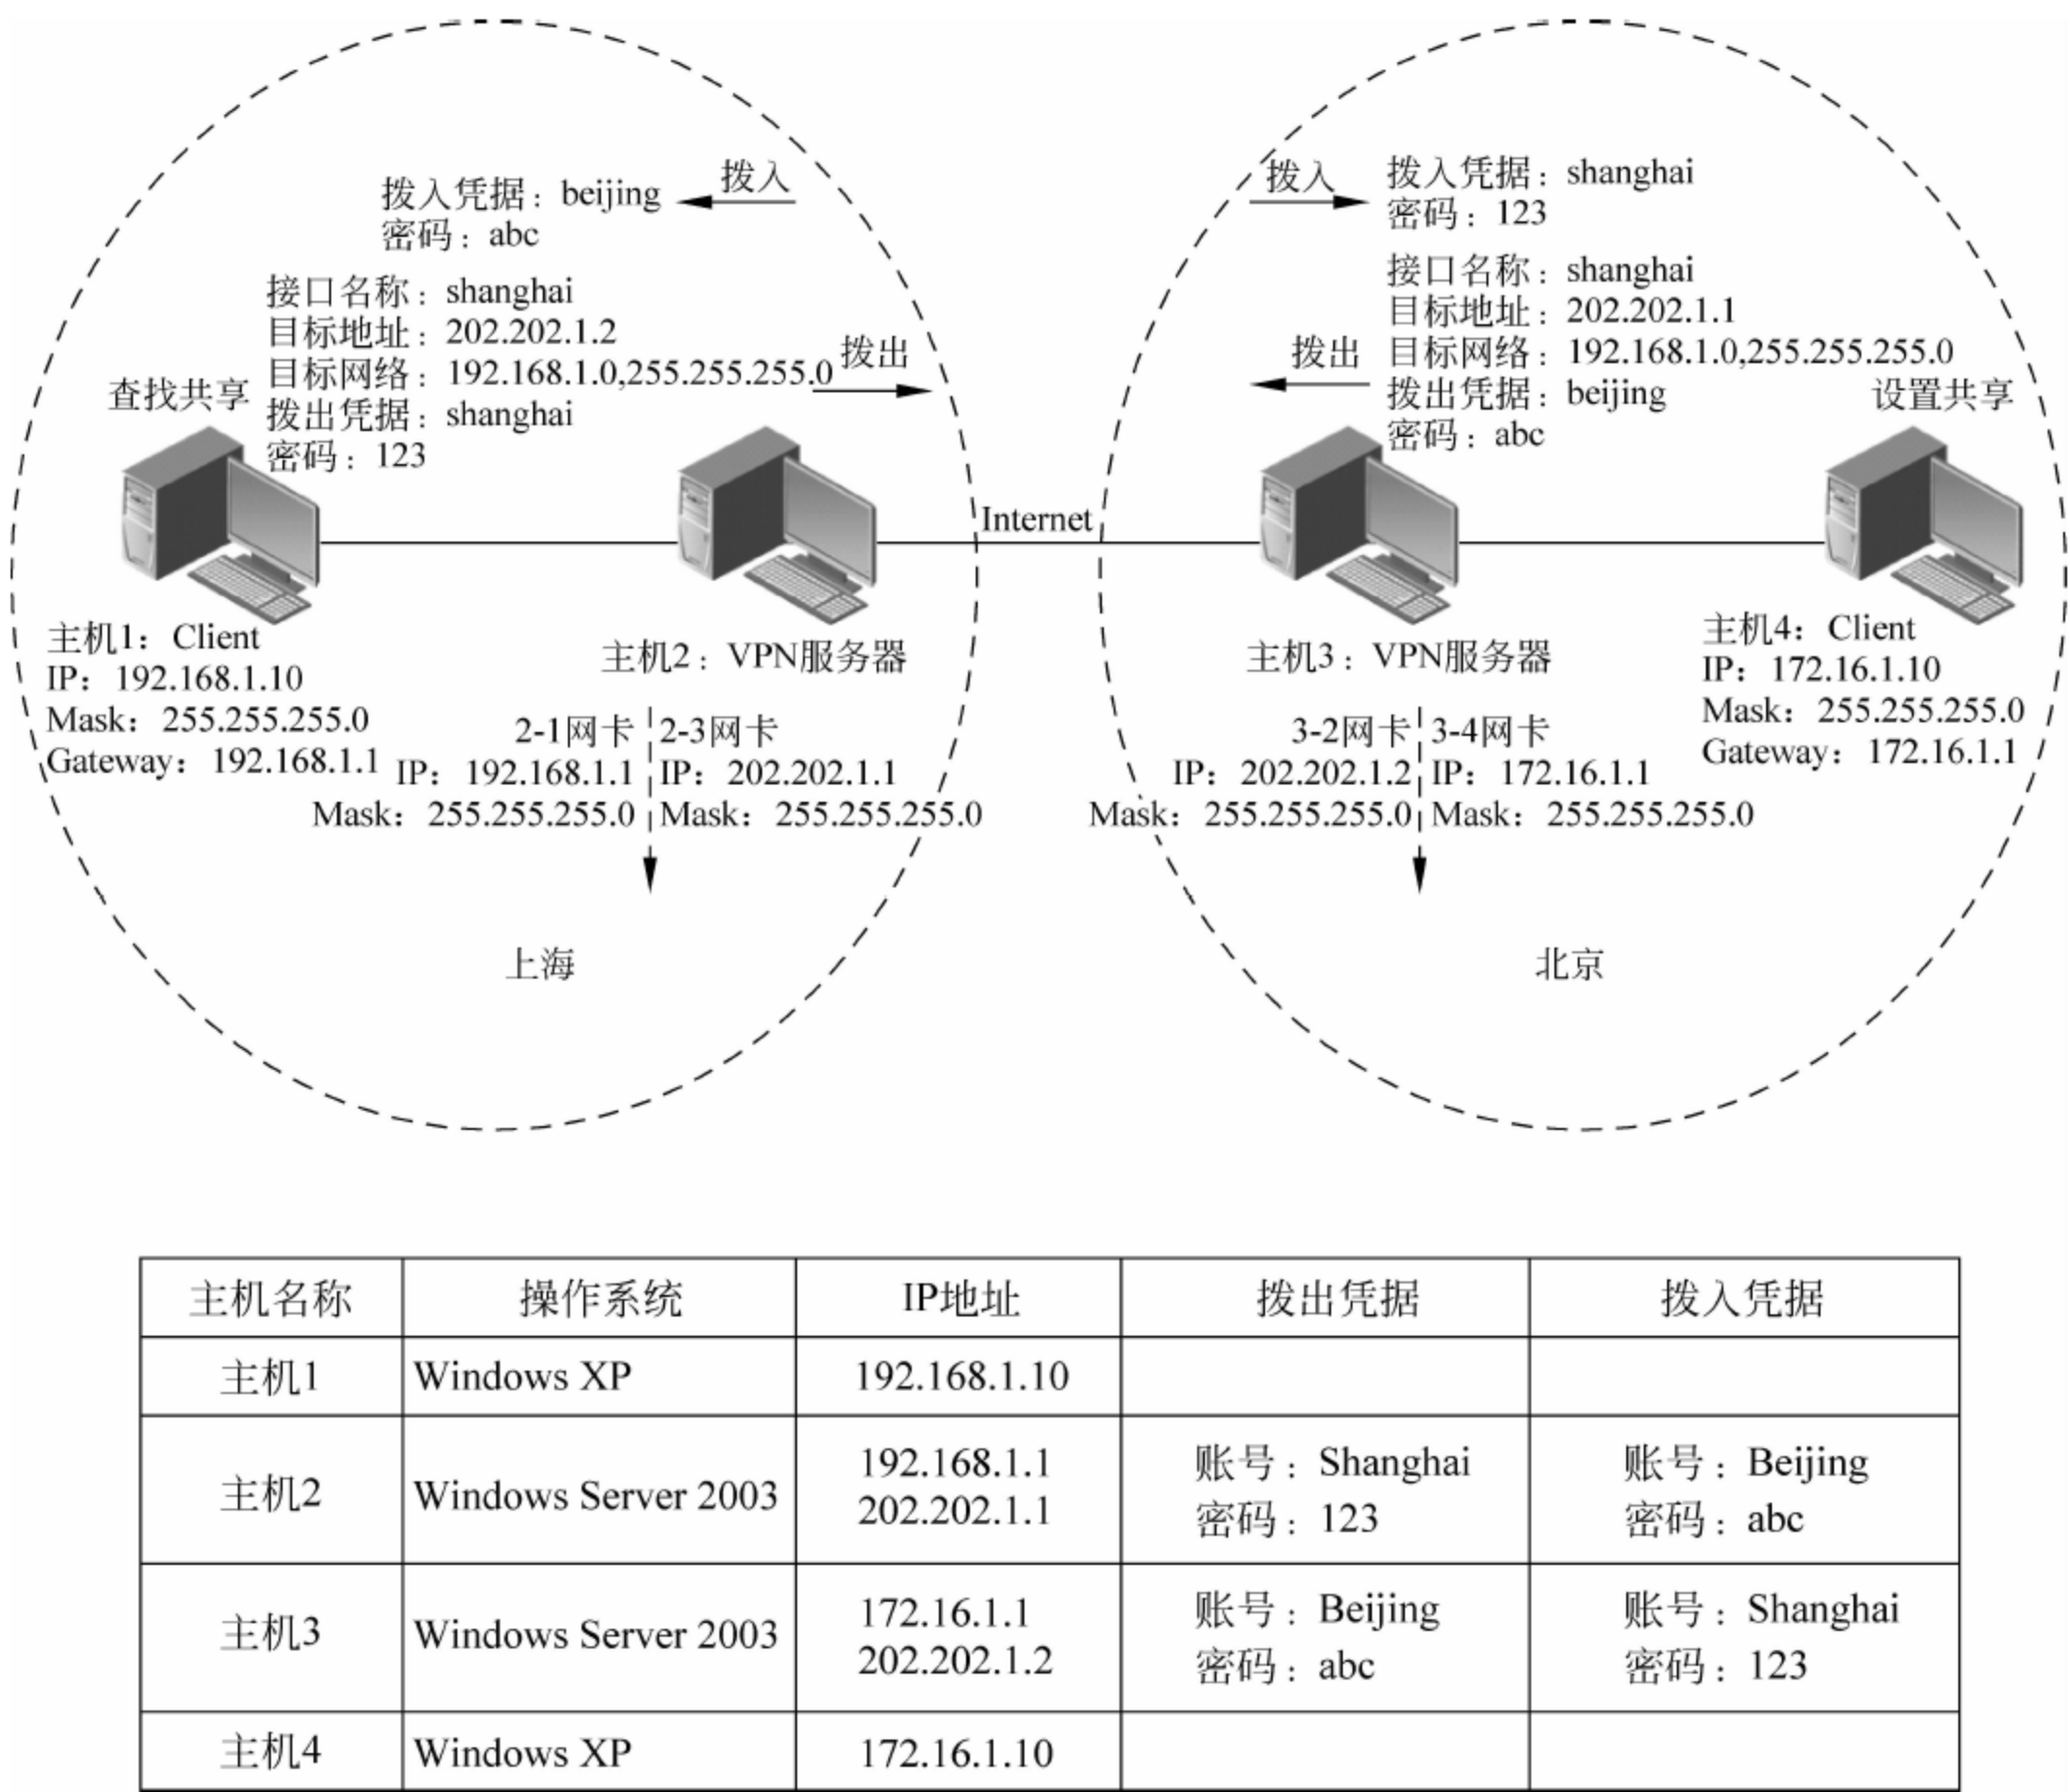 拨入
拨入凭据：beijing
密码：abc
接口名称：shanghai
目标地址：202.202.1.2
目标网络：192.168.1.0,255.255.255.0
拨出凭据：shanghai
密码：123
拨出
查找共享
拨入
拨入凭据：shanghai
密码：123
接口名称：shanghai
目标地址：202.202.1.1
目标网络：192.168.1.0,255.255.255.0
拨出凭据：beijing
密码：abc
拨出
设置共享
Internet
主机1：Client
IP：192.168.1.10
Mask：255.255.255.0
Gateway：192.168.1.1
主机2：VPN服务器
2-1网卡
IP：192.168.1.1
Mask：255.255.255.0
2-3网卡
IP：202.202.1.1
Mask：255.255.255.0
主机3：VPN服务器
3-2网卡
IP：202.202.1.2
Mask：255.255.255.0
3-4网卡
IP：172.16.1.1
Mask：255.255.255.0
主机4：Client
IP：172.16.1.10
Mask：255.255.255.0
Gateway：172.16.1.1
上海
北京
主机名称 操作系统 IP地址 拨出凭据 拨入凭据
主机1 Windows XP 192.168.1.10
主机2 Windows Server 2003
192.168.1.1
202.202.1.1
账号：Shanghai
密码：123
账号：Beijing
密码：abc
主机3 Windows Server 2003
172.16.1.1
202.202.1.2
账号：Beijing
密码：abc
账号：Shanghai
密码：123
主机4 Windows XP 172.16.1.10